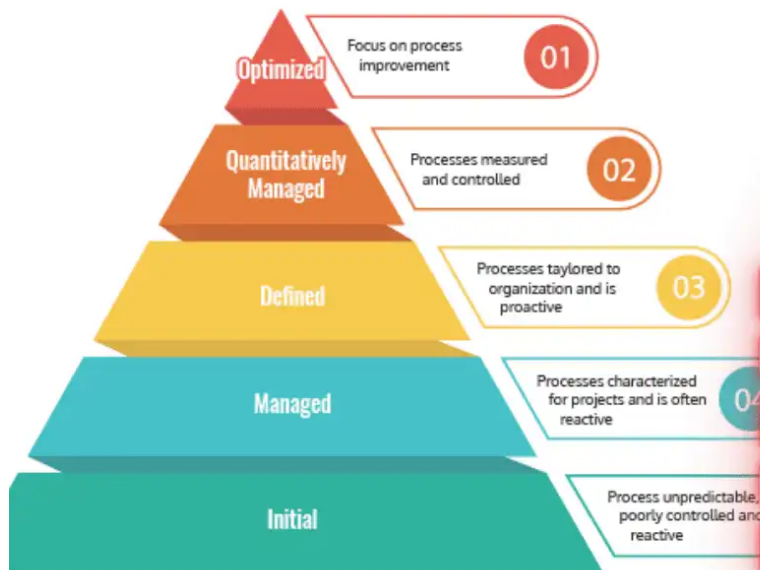 Optimized
Focus on process
improvement
01
Quantitatively
Managed
Processes measured
and controlled
02
Defined
Processes taylored to
organization and is
proactive
03
Managed
Processes characterized
for projects and is often
reactive
04
Initial
Process unpredictable,
poorly controlled and
reactive